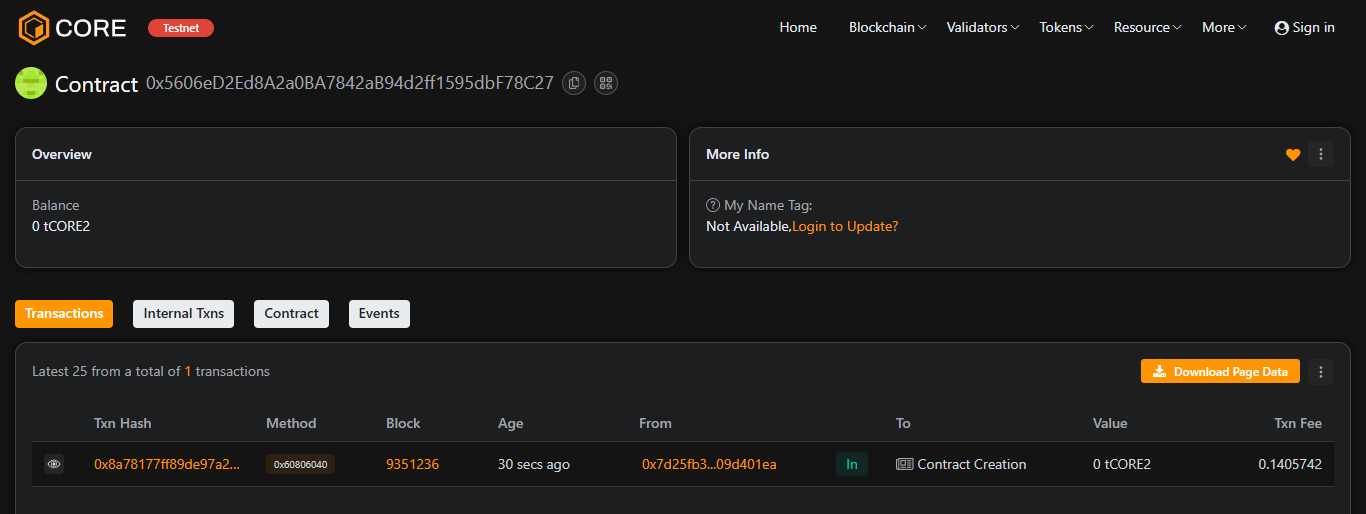 CORE Testnet Home Blockchain Validators Tokens Resource More Sign in
Contract 0x5606eD2Ed8A2a0BA7842aB94d2ff1595dbF78C27
Overview
Balance
0 tCORE2
More Info
My Name Tag:
Not Available,Login to Update?
Transactions Internal Txns Contract Events
Latest 25 from a total of 1 transactions Download Page Data
Txn Hash Method Block Age From To Value Txn Fee
0x8a78177ff89de97a2... 0x60806040 9351236 30 secs ago 0x7d25fb3...09d401ea In Contract Creation 0 tCORE2 0.1405742